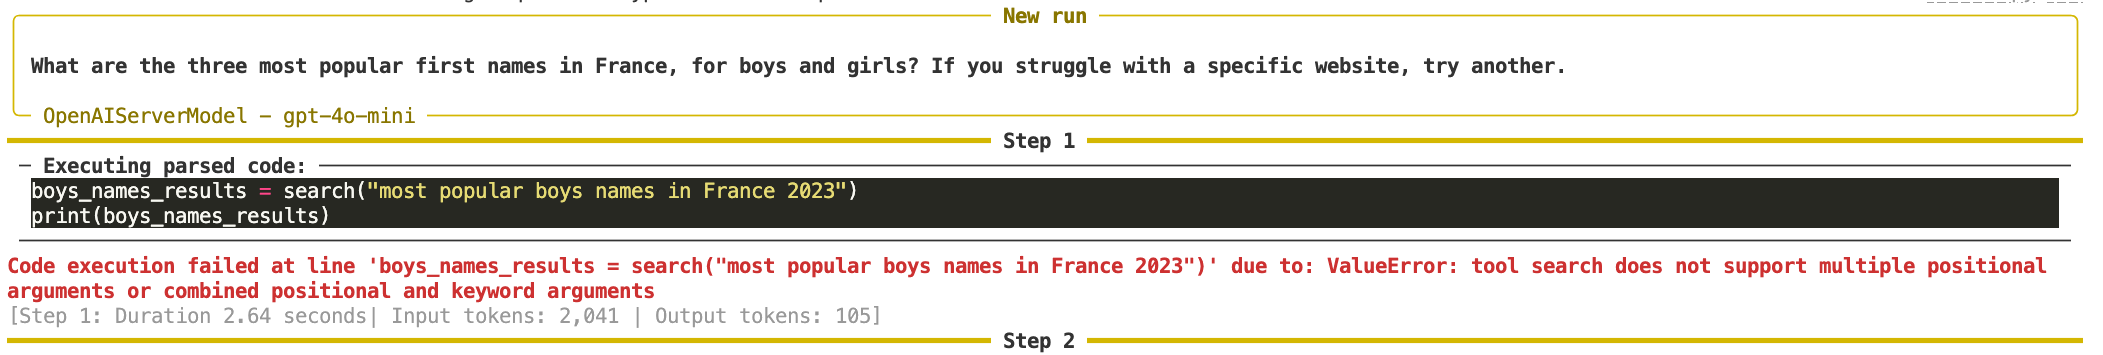 New run
What are the three most popular first names in France, for boys and girls? If you struggle with a specific website, try another.
OpenAIServerModel - gpt-4o-mini
Step 1
─ Executing parsed code:
boys_names_results = search("most popular boys names in France 2023")
print(boys_names_results)
Code execution failed at line 'boys_names_results = search("most popular boys names in France 2023")' due to: ValueError: tool search does not support multiple positional
arguments or combined positional and keyword arguments
[Step 1: Duration 2.64 seconds| Input tokens: 2,041 | Output tokens: 105]
Step 2